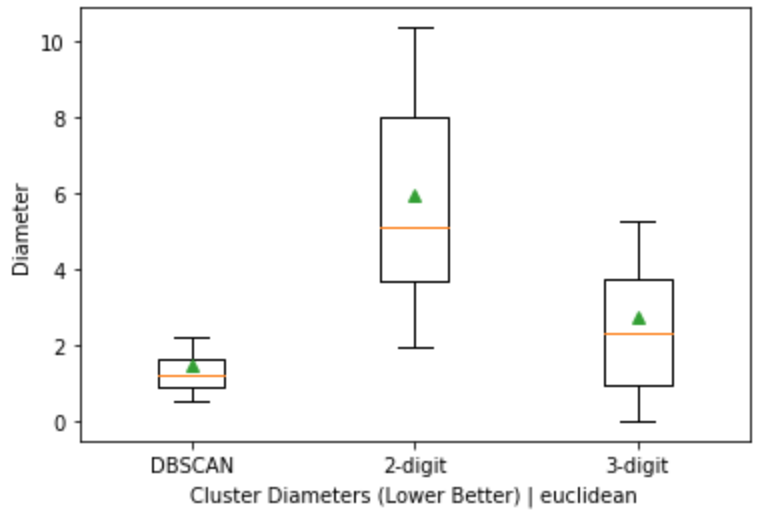 10
8
6
4
2
0
Diameter
DBSCAN 2-digit 3-digit
Cluster Diameters (Lower Better) | euclidean